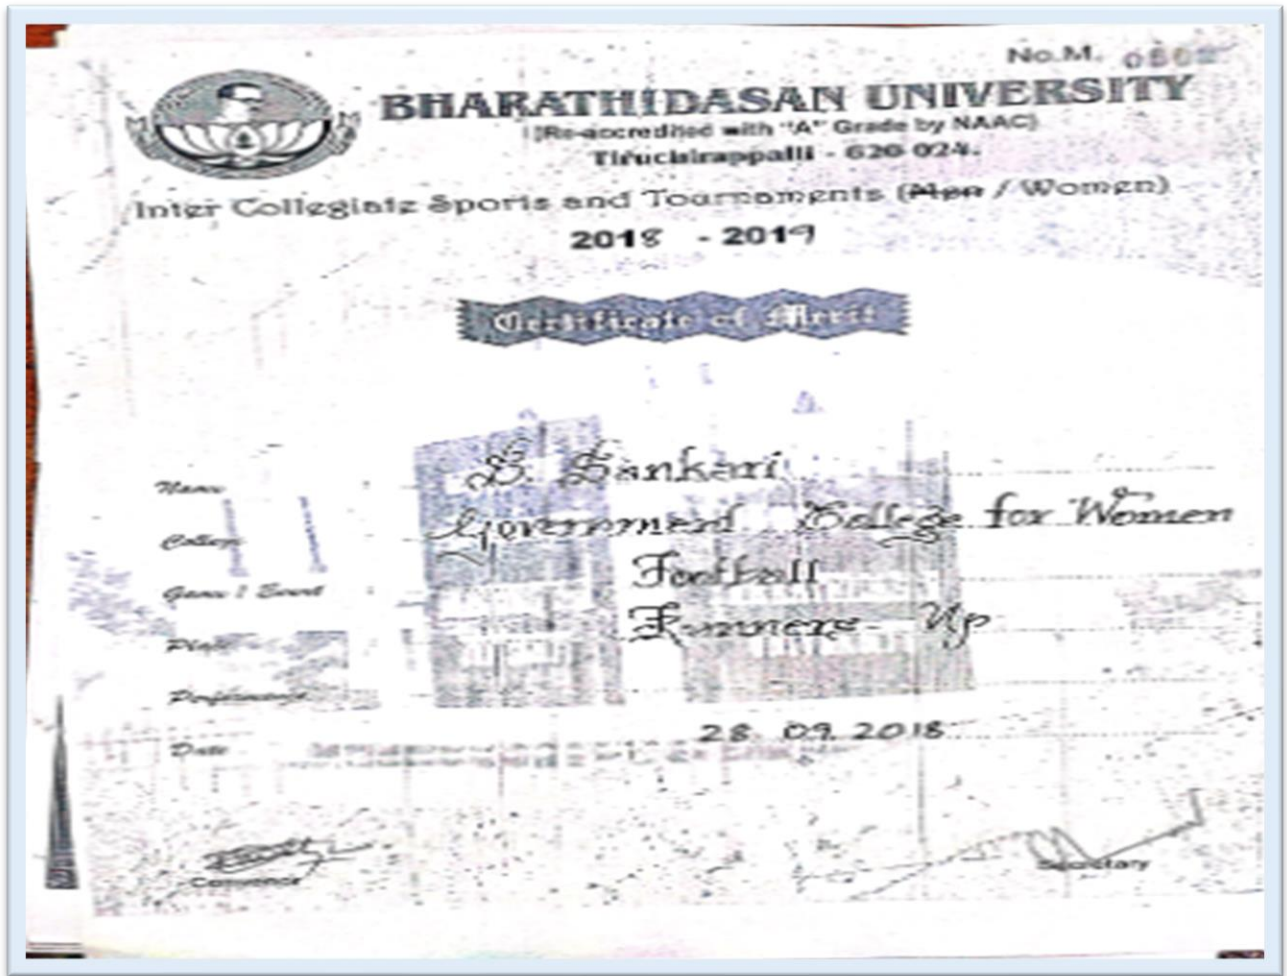 No.M.
BHARATHIDASAN UNIVERSITY
(Re-accredited with "A" Grade by NAAC)
Tiruchirappalli - 620 024.
Inter Collegiate Sports and Tournaments (Men / Women)
2018 - 2019
Certificate of Merit
Name : S. Sankari
College : Government College for Women
Game / Event : Football
Place Runners - Up
Performance
Date 28 09 2018
Convenor Secretary